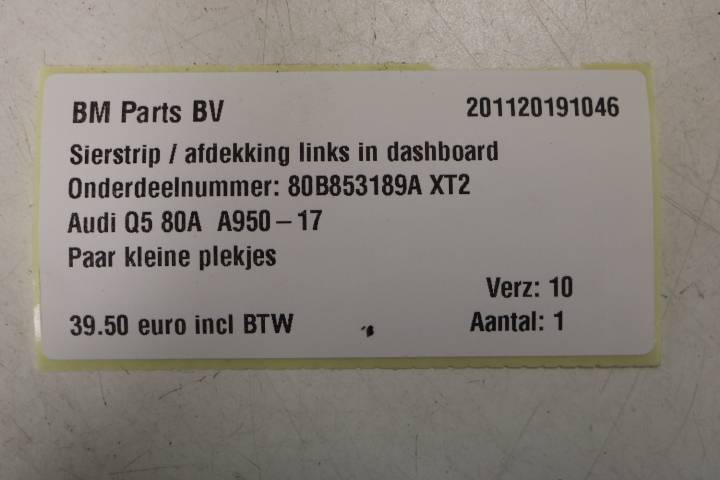 BM Parts BV 201120191046
Sierstrip / afdekking links in dashboard
Onderdeelnummer: 80B853189A XT2
Audi Q5 80A A950-17
Paar kleine plekjes
Verz: 10
39.50 euro incl BTW Aantal: 1